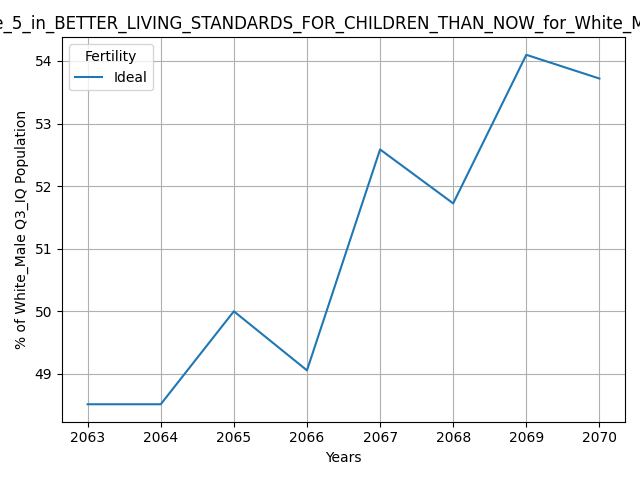 e_5_in_BETTER_LIVING_STANDARDS_FOR_CHILDREN_THAN_NOW_for_White_M
Fertility
Ideal
% of White_Male Q3_IQ Population
54
53
52
51
50
49
2063 2064 2065 2066 2067 2068 2069 2070
Years